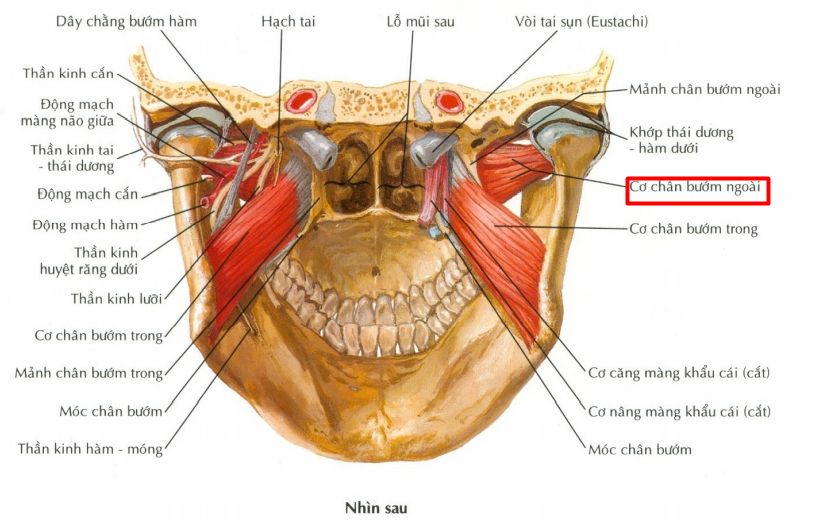 Dây chằng bướm hàm
Hạch tai
Lỗ mũi sau
Vòi tai sụn (Eustachi)
Thần kinh cắn
Động mạch
màng não giữa
Thần kinh tai
- thái dương
Động mạch cắn
Động mạch hàm
Thần kinh
huyệt răng dưới
Thần kinh lưỡi
Cơ chân bướm trong
Mảnh chân bướm trong
Móc chân bướm
Thần kinh hàm - móng
Mảnh chân bướm ngoài
Khớp thái dương
- hàm dưới
Cơ chân bướm ngoài
Cơ chân bướm trong
Cơ căng màng khẩu cái (cắt)
Cơ nâng màng khẩu cái (cắt)
Móc chân bướm
Nhìn sau